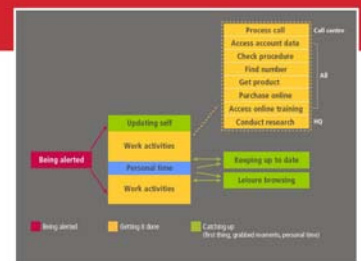 Process call
Call centre
Access account data
Check procedure
Find number
All
Get product
Purchase online
Access online training
Conduct research
HQ
Updating self
Work activities
Being alerted
Personal time
Keeping up to date
Work activities
Leisure browsing
Being alerted
Getting it done
Catching up
(first thing, grabbed moments, personal time)